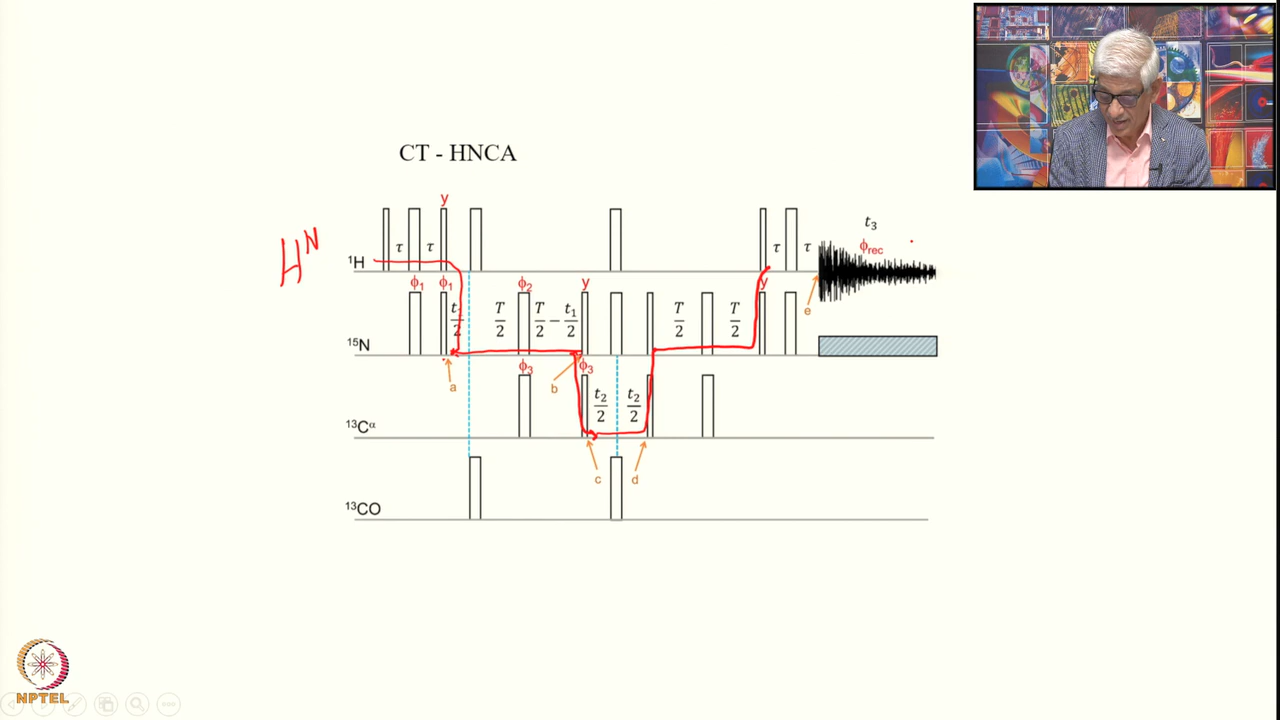 CT - HNCA
H^N
y
t₃
¹H τ τ τ τ ϕrec
ϕ₁ ϕ₁ ϕ₂ y y
t₁/2 T/2 T/2 − t₁/2 T/2 T/2 e
¹⁵N
a b ϕ₃ ϕ₃
t₂/2 t₂/2
¹³Cα
c d
¹³CO
NPTEL